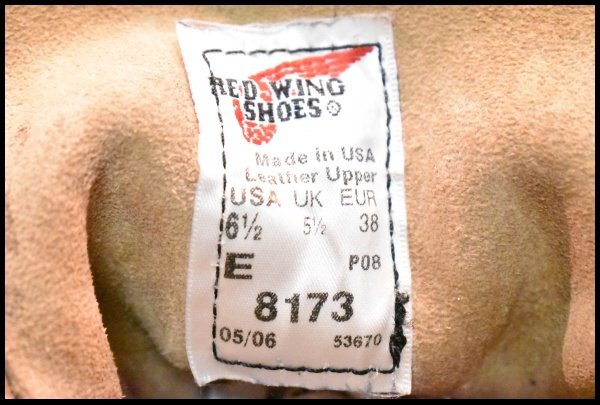 RED WING
SHOES®
Made in USA
Leather Upper
USA UK EUR
6½ 5½ 38
E P08
8173
05/06 53670